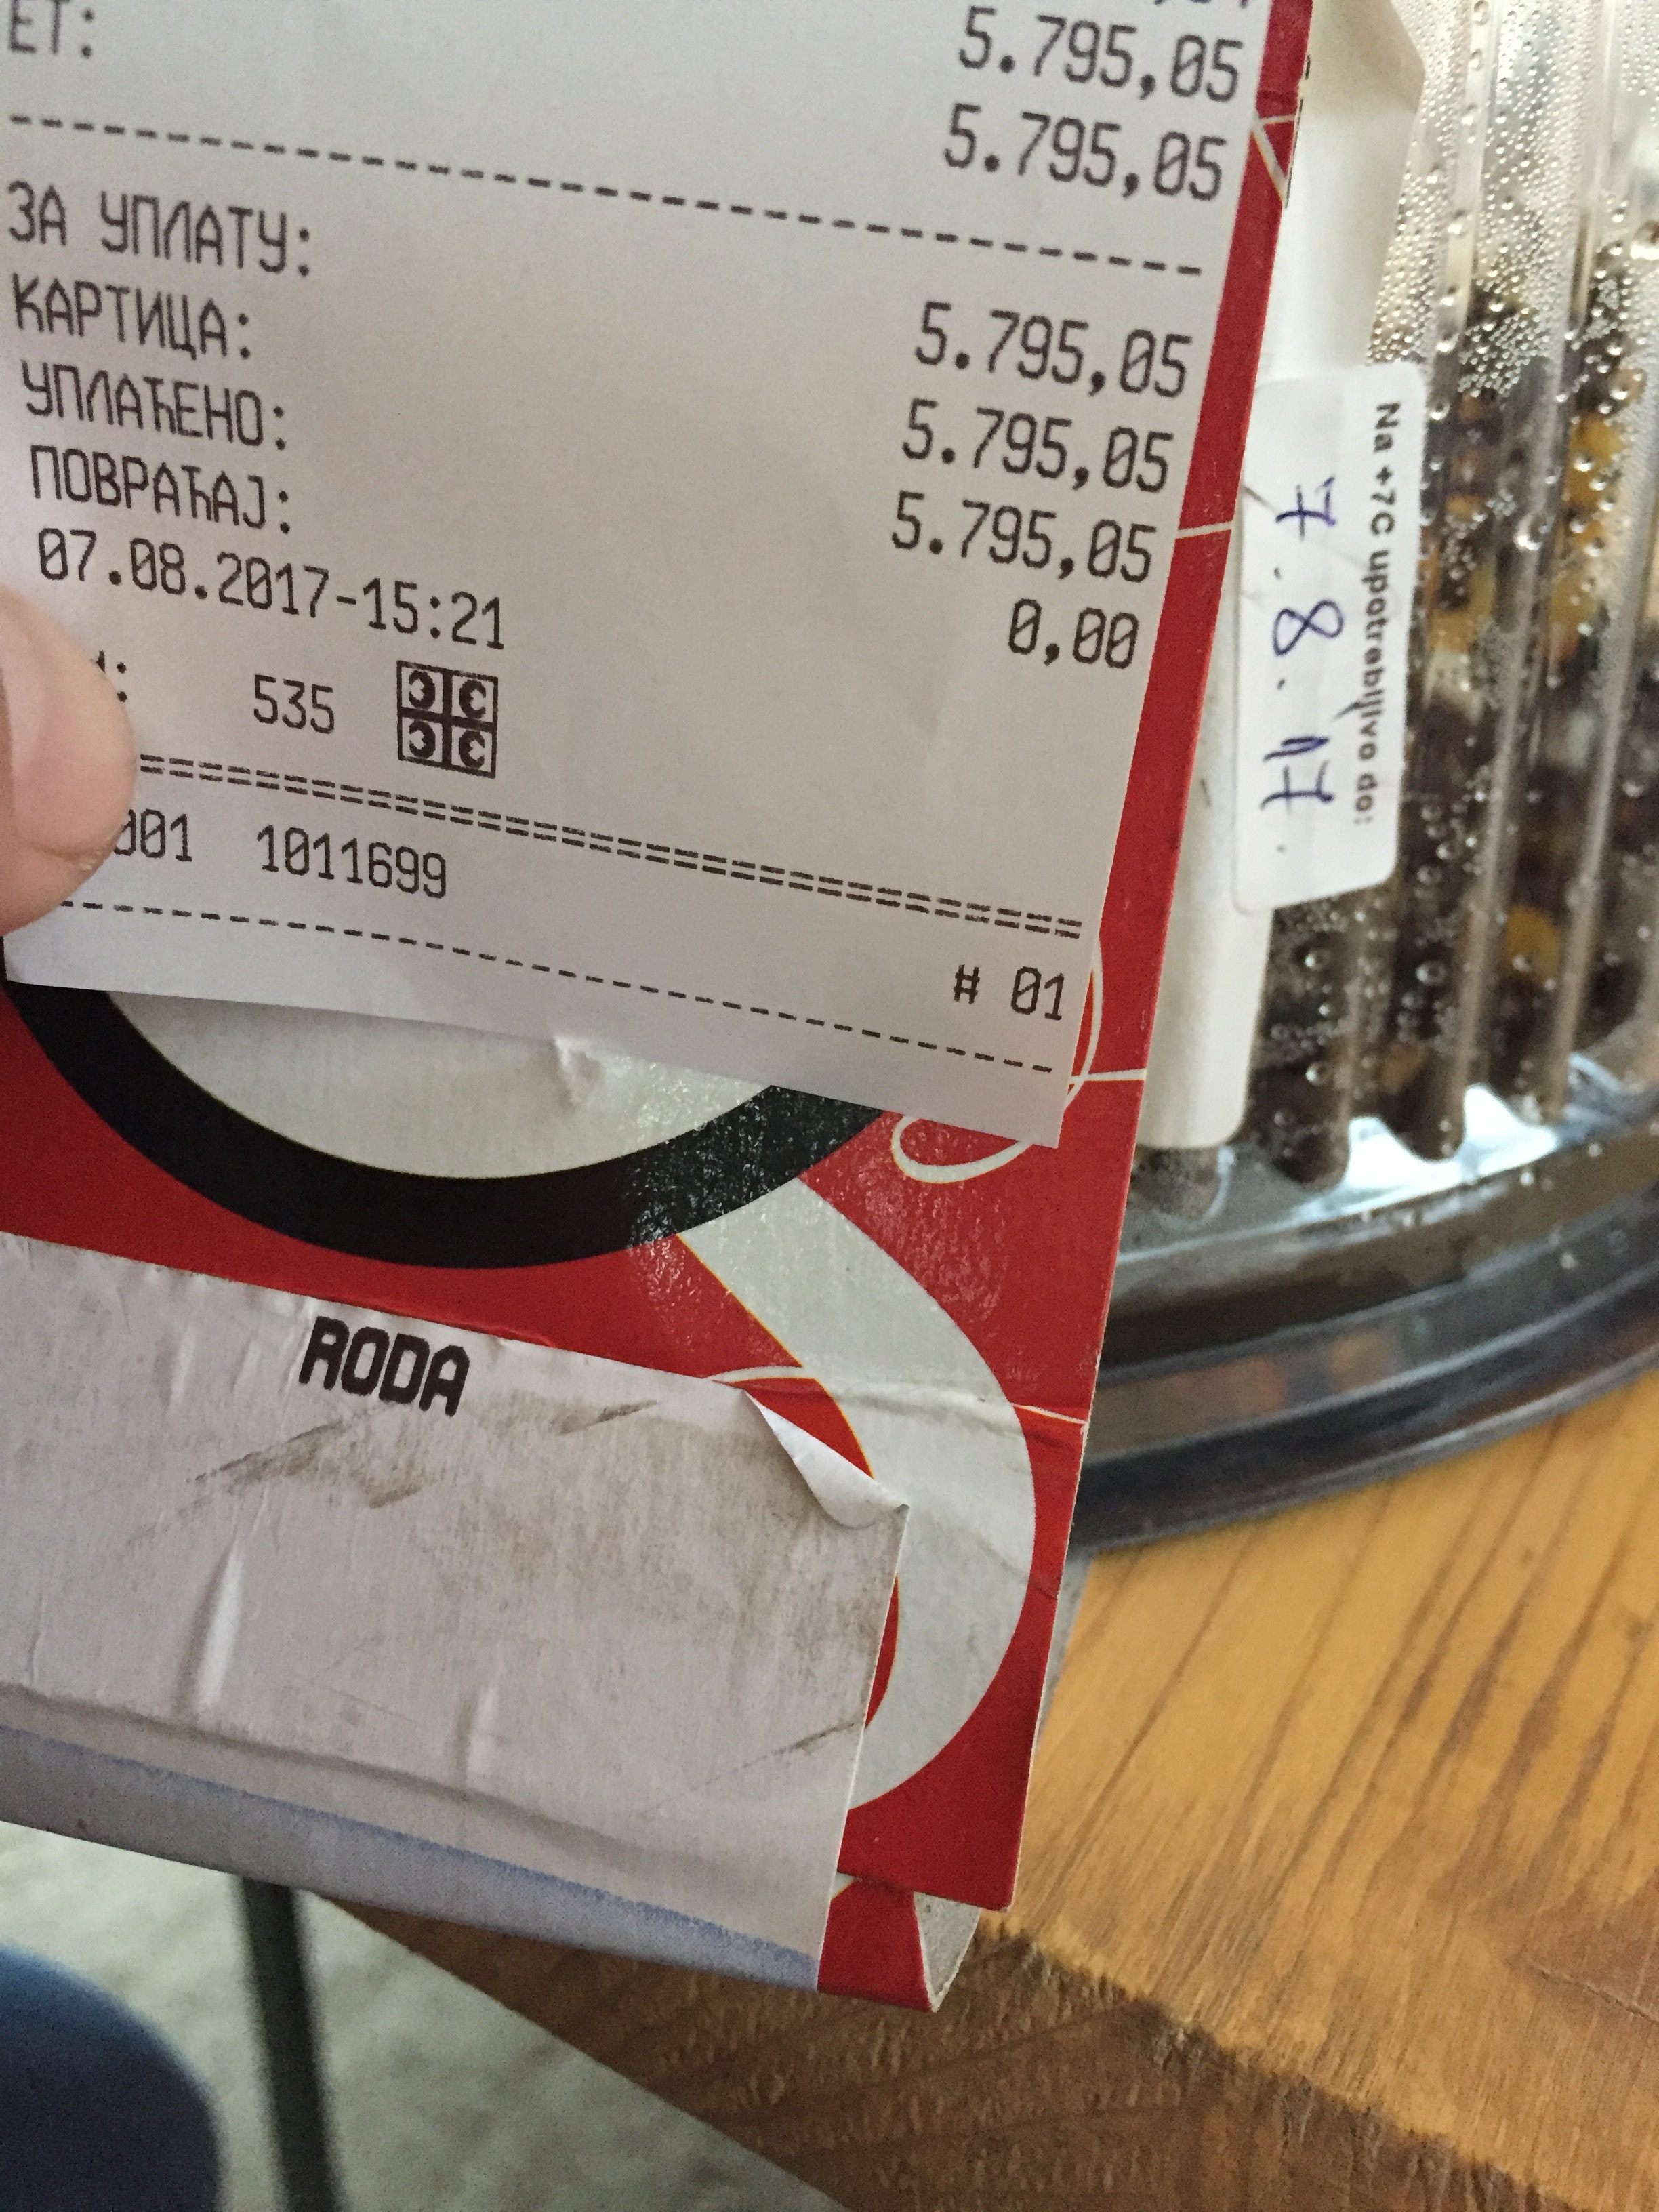 ЕТ:
5.795,05
5.795,05
ЗА УПЛАТУ: 5.795,05
КАРТИЦА: 5.795,05
УПЛАЋЕНО: 5.795,05
ПОВРАЋАЈ: 0,00
07.08.2017-15:21
535
001 1011699 # 01
RODA
Na +7C upotrebljivo do:
7.8.17.